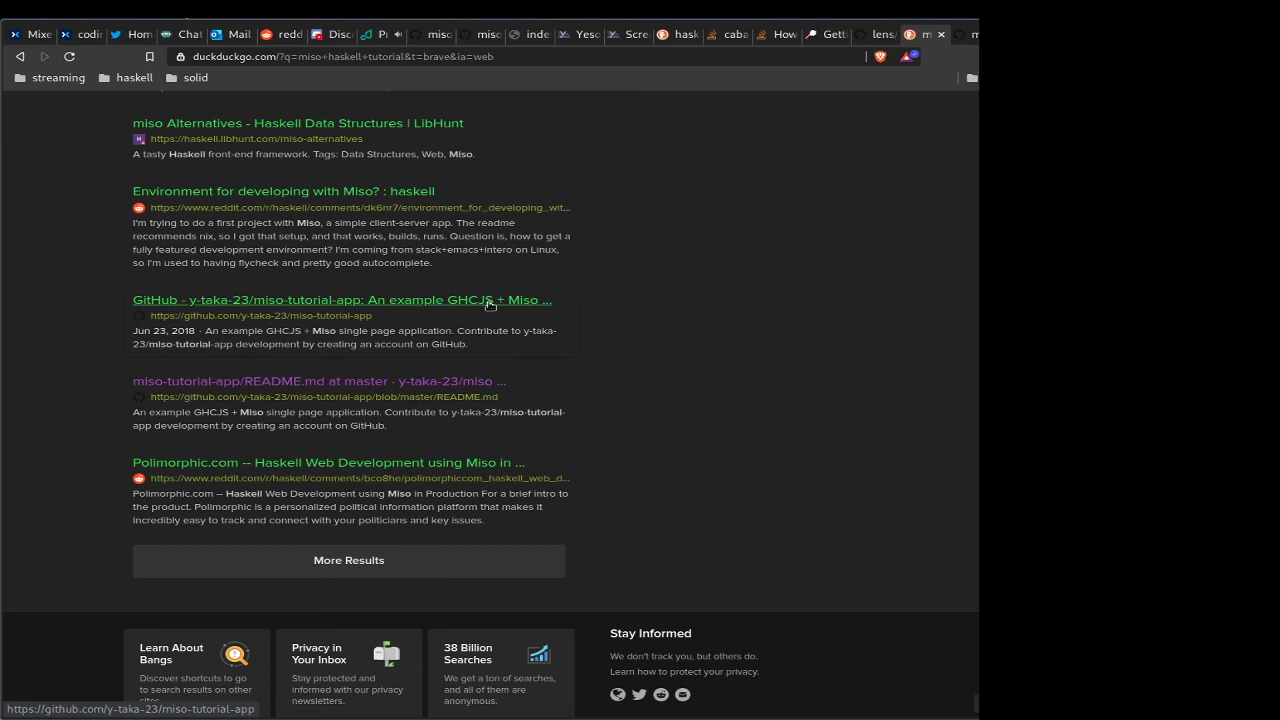 Mixe
codi
Hom
Chat
Mail
redd
Disc
P
miso
miso
inde
Yeso
Scre
hask
caba
How
Getti
lens/
m
duckduckgo.com/?q=miso+haskell+tutorial&t=brave&ia=web
streaming
haskell
solid
miso Alternatives - Haskell Data Structures | LibHunt
https://haskell.libhunt.com/miso-alternatives
A tasty Haskell front-end framework. Tags: Data Structures, Web, Miso.
Environment for developing with Miso? : haskell
https://www.reddit.com/r/haskell/comments/dk6nr7/environment_for_developing_wit...
I'm trying to do a first project with Miso, a simple client-server app. The readme
recommends nix, so I got that setup, and that works, builds, runs. Question is, how to get a
fully featured development environment? I'm coming from stack+emacs+intero on Linux,
so I'm used to having flycheck and pretty good autocomplete.
GitHub - y-taka-23/miso-tutorial-app: An example GHCJS + Miso ...
https://github.com/y-taka-23/miso-tutorial-app
Jun 23, 2018 · An example GHCJS + Miso single page application. Contribute to y-taka-
23/miso-tutorial-app development by creating an account on GitHub.
miso-tutorial-app/README.md at master · y-taka-23/miso ...
https://github.com/y-taka-23/miso-tutorial-app/blob/master/README.md
An example GHCJS + Miso single page application. Contribute to y-taka-23/miso-tutorial-
app development by creating an account on GitHub.
Polimorphic.com -- Haskell Web Development using Miso in ...
https://www.reddit.com/r/haskell/comments/bco8he/polimorphiccom_haskell_web_d...
Polimorphic.com -- Haskell Web Development using Miso in Production For a brief intro to
the product. Polimorphic is a personalized political information platform that makes it
incredibly easy to track and connect with your politicians and key issues.
More Results
Learn About
Bangs
Discover shortcuts to go
to search results on other
Privacy in
Your Inbox
Stay protected and
informed with our privacy
newsletters.
38 Billion
Searches
We get a ton of searches,
and all of them are
anonymous.
Stay Informed
We don't track you, but others do.
Learn how to protect your privacy.
https://github.com/y-taka-23/miso-tutorial-app